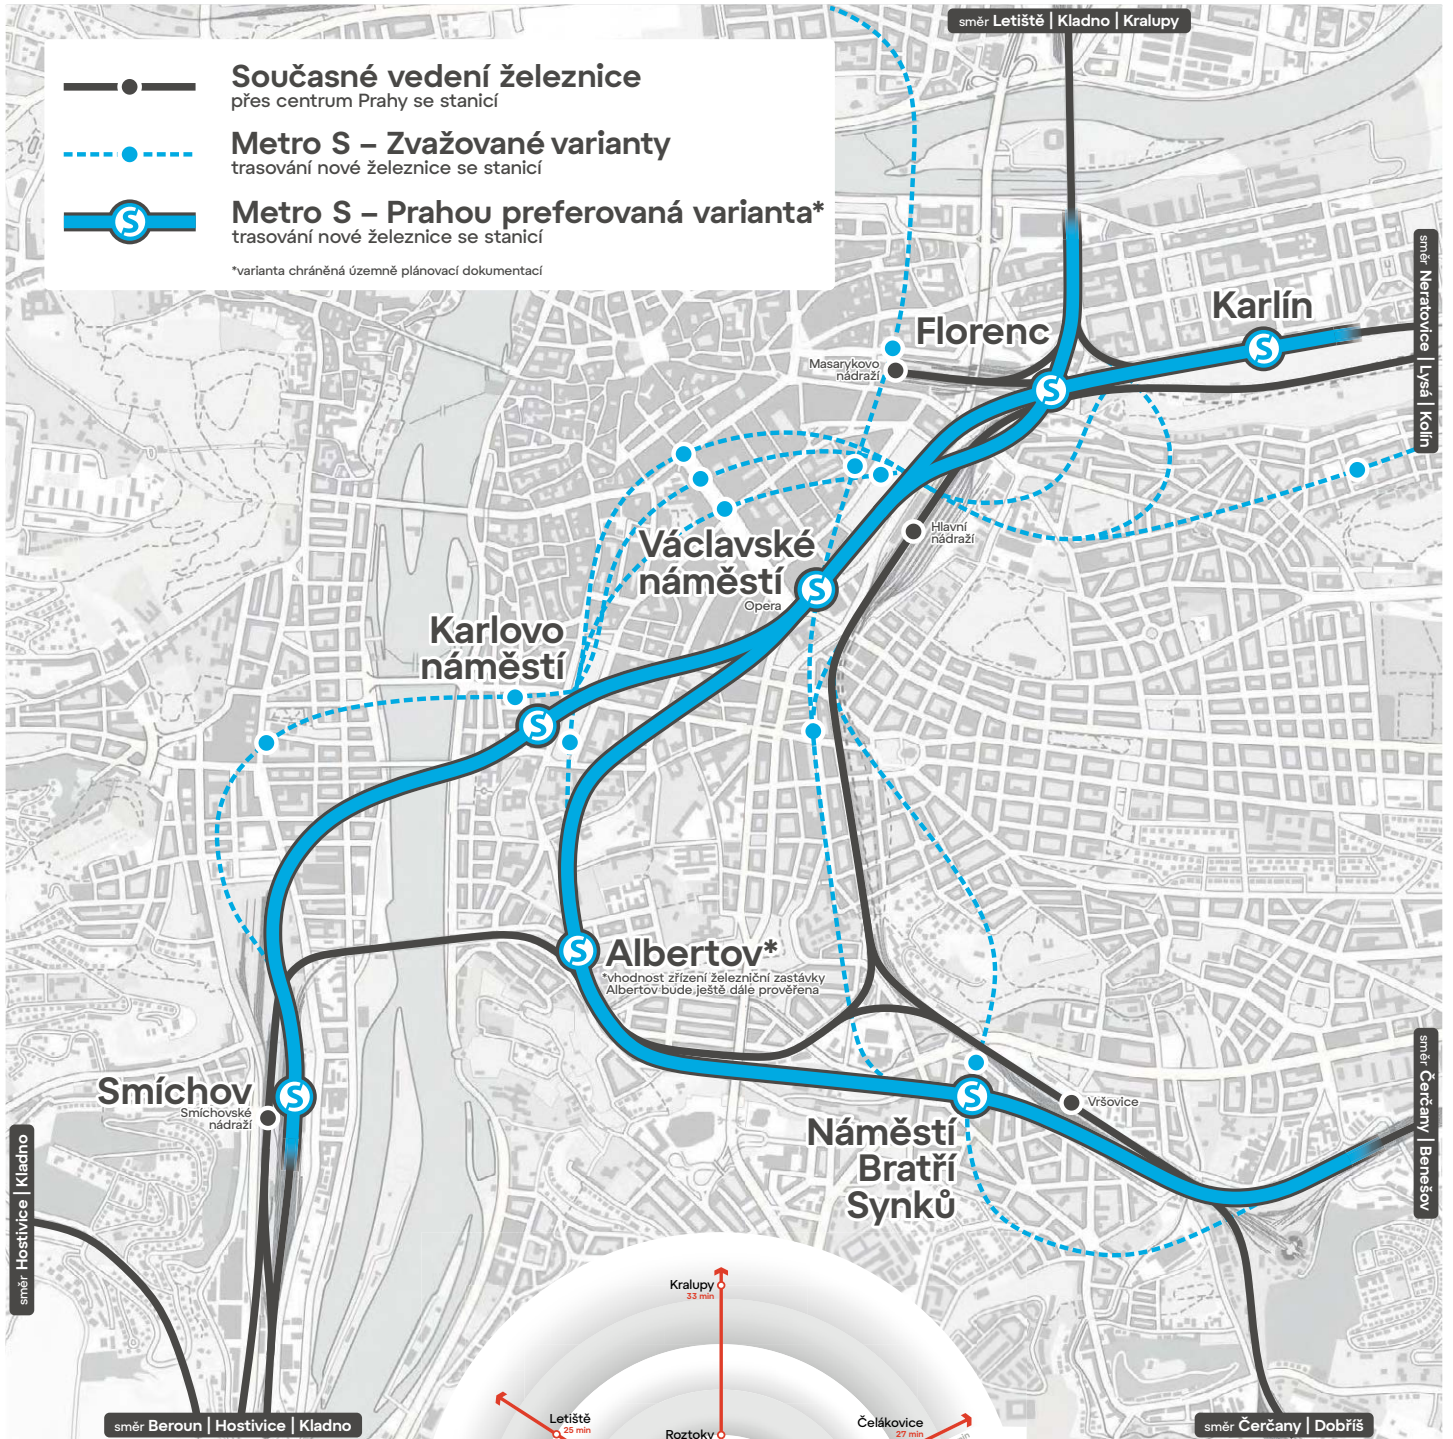 směr Letiště | Kladno | Kralupy
Současné vedení železnice
přes centrum Prahy se stanicí
Metro S – Zvažované varianty
trasování nové železnice se stanicí
Metro S – Prahou preferovaná varianta*
trasování nové železnice se stanicí
*varianta chráněná územně plánovací dokumentací
směr Neratovice | Lysá | Kolín
Karlín
Florenc
Masarykovo
nádraží
Hlavní
nádraží
Václavské
náměstí
Opera
Karlovo
náměstí
Albertov*
*vhodnost zřízení železniční zastávky
Albertov bude ještě dále prověřena
Smíchov
Smíchovské
nádraží
Vršovice
Náměstí
Bratří
Synků
směr Čerčany | Benešov
směr Hostivice | Kladno
Kralupy
33 min
Letiště
25 min
Roztoky
Čelákovice
27 min
min
směr Beroun | Hostivice | Kladno
směr Čerčany | Dobříš
S
S
S
S
S
S
S
S